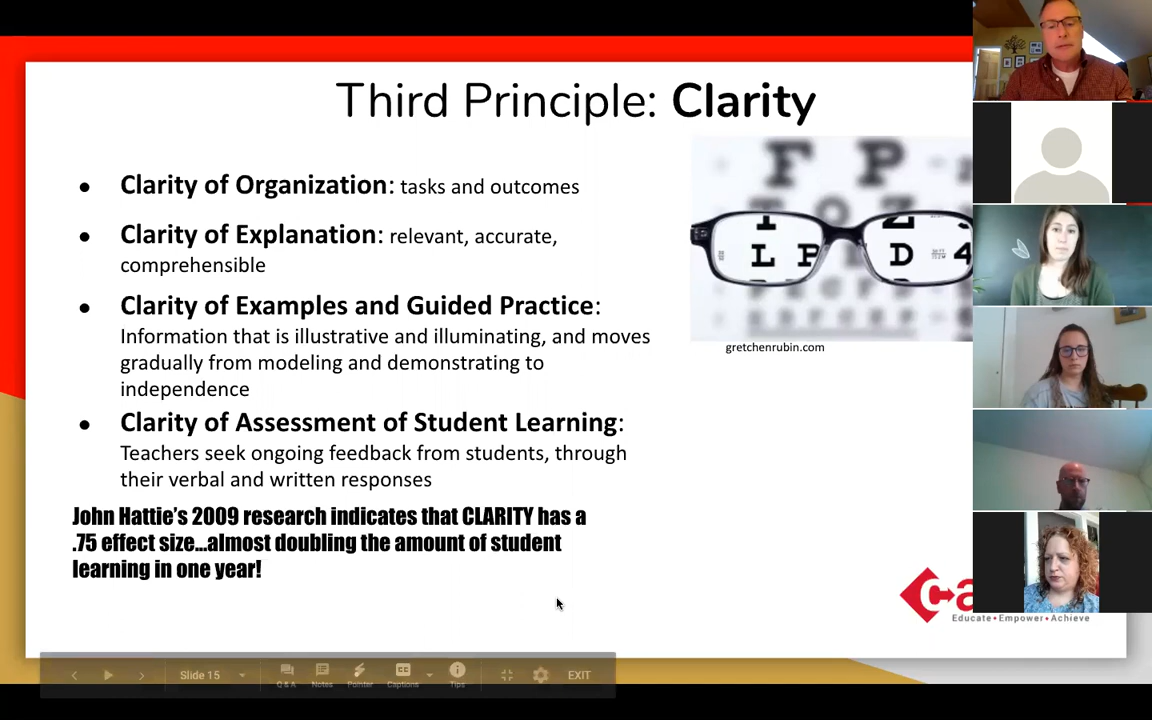 Third Principle: Clarity
● Clarity of Organization: tasks and outcomes
● Clarity of Explanation: relevant, accurate,
comprehensible
● Clarity of Examples and Guided Practice:
Information that is illustrative and illuminating, and moves
gradually from modeling and demonstrating to
independence
● Clarity of Assessment of Student Learning:
Teachers seek ongoing feedback from students, through
their verbal and written responses
John Hattie's 2009 research indicates that CLARITY has a
.75 effect size...almost doubling the amount of student
learning in one year!
F P
T O Z
L P D 4
gretchenrubin.com
Educate•Empower•Achieve
Slide 15
Q & A
Notes
Pointer
CC
Captions
Tips
EXIT